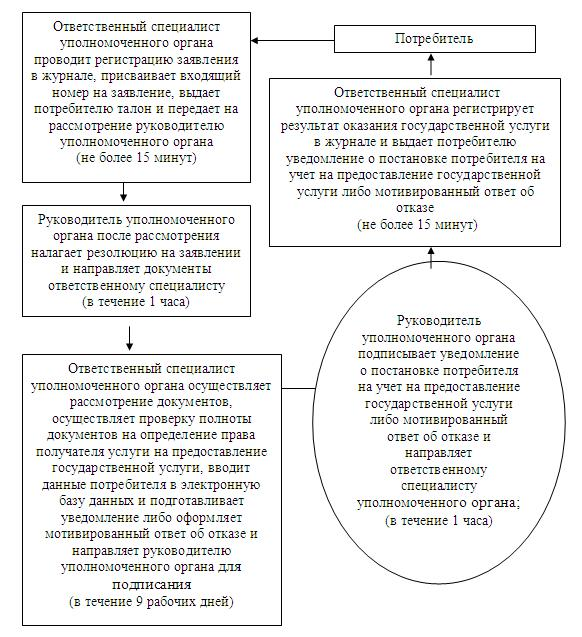 Ответственный специалист
уполномоченного органа
проводит регистрацию заявления
в журнале, присваивает входящий
номер на заявление, выдает
потребителю талон и передает на
рассмотрение руководителю
уполномоченного органа
(не более 15 минут)
Потребитель
Ответственный специалист
уполномоченного органа регистрирует
результат оказания государственной услуги
в журнале и выдает потребителю
уведомление о постановке потребителя на
учет на предоставление государственной
услуги либо мотивированный ответ об
отказе
(не более 15 минут)
Руководитель уполномоченного
органа после рассмотрения
налагает резолюцию на заявлении
и направляет документы
ответственному специалисту
(в течение 1 часа)
Ответственный специалист
уполномоченного органа осуществляет
рассмотрение документов,
осуществляет проверку полноты
документов на определение права
получателя услуги на предоставление
государственной услуги, вводит
данные потребителя в электронную
базу данных и подготавливает
уведомление либо оформляет
мотивированный ответ об отказе и
направляет руководителю
уполномоченного органа для
подписания
(в течение 9 рабочих дней)
Руководитель
уполномоченного органа
подписывает уведомление
о постановке потребителя
на учет на предоставление
государственной услуги
либо мотивированный
ответ об отказе и
направляет
ответственному
специалисту
уполномоченного органа;
(в течение 1 часа)